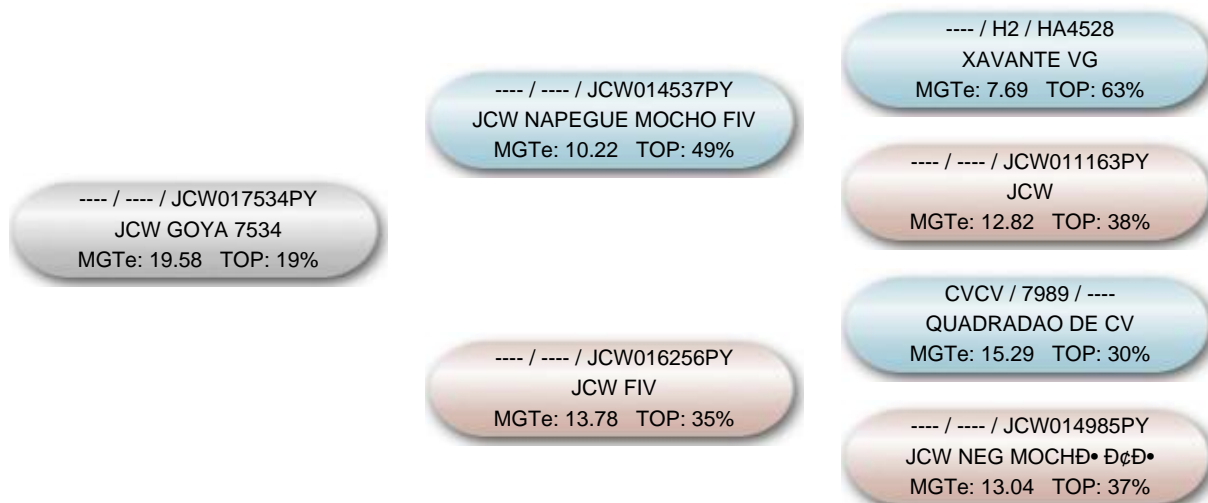 ---- / ---- / JCW017534PY
JCW GOYA 7534
MGTe: 19.58 TOP: 19%
---- / ---- / JCW014537PY
JCW NAPEGUE MOCHO FIV
MGTe: 10.22 TOP: 49%
---- / ---- / JCW016256PY
JCW FIV
MGTe: 13.78 TOP: 35%
---- / H2 / HA4528
XAVANTE VG
MGTe: 7.69 TOP: 63%
---- / ---- / JCW011163PY
JCW
MGTe: 12.82 TOP: 38%
CVCV / 7989 / ----
QUADRADAO DE CV
MGTe: 15.29 TOP: 30%
---- / ---- / JCW014985PY
JCW NEG MOCHÐ• Ð¢Ð•
MGTe: 13.04 TOP: 37%